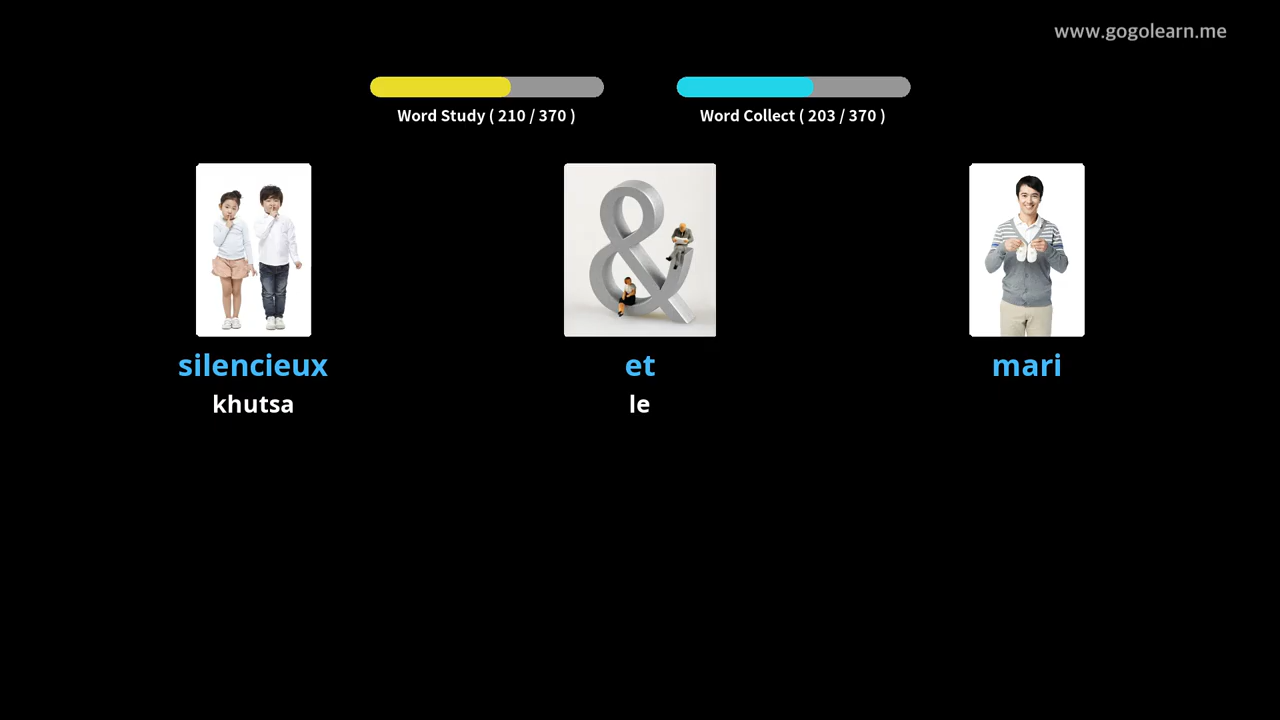 www.gogolearn.me
Word Study ( 210 / 370 )
Word Collect ( 203 / 370 )
silencieux
khutsa
et
le
mari